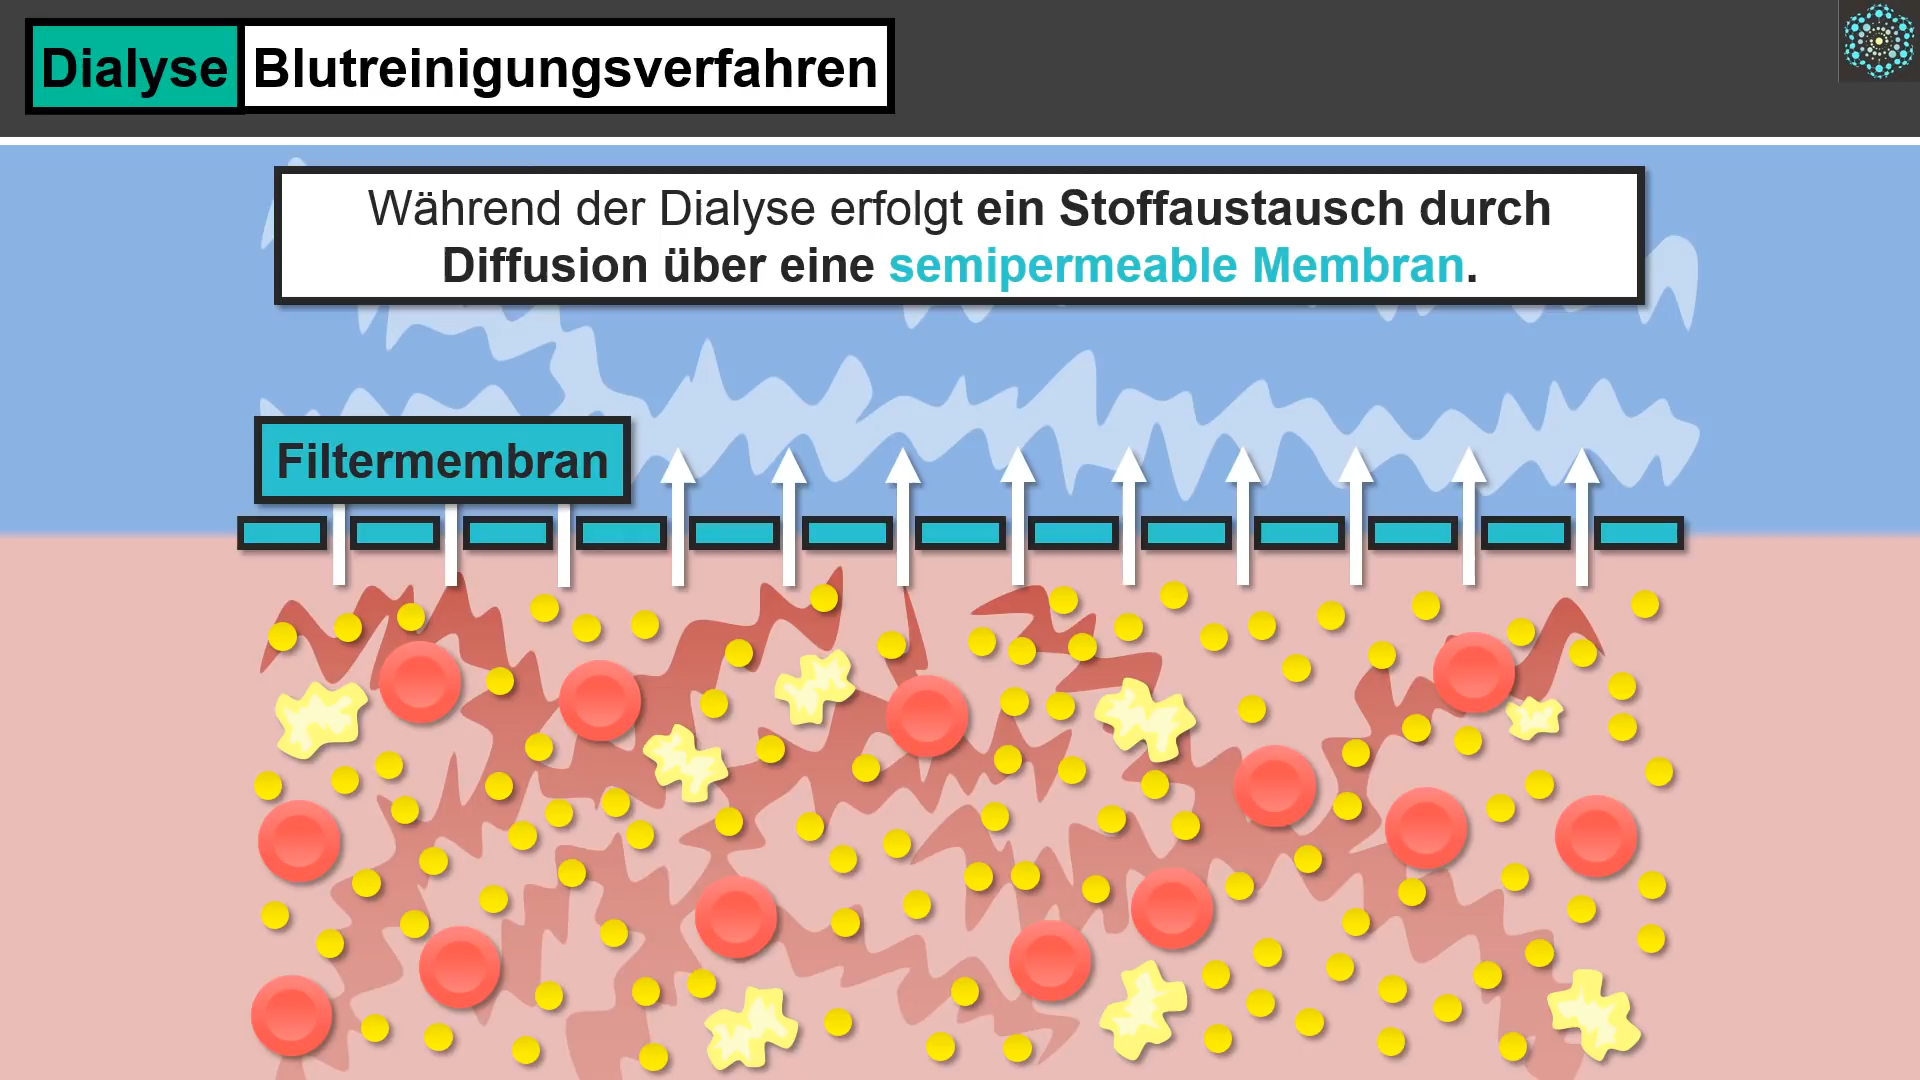 Dialyse Blutreinigungsverfahren
Während der Dialyse erfolgt ein Stoffaustausch durch
Diffusion über eine semipermeable Membran.
Filtermembran